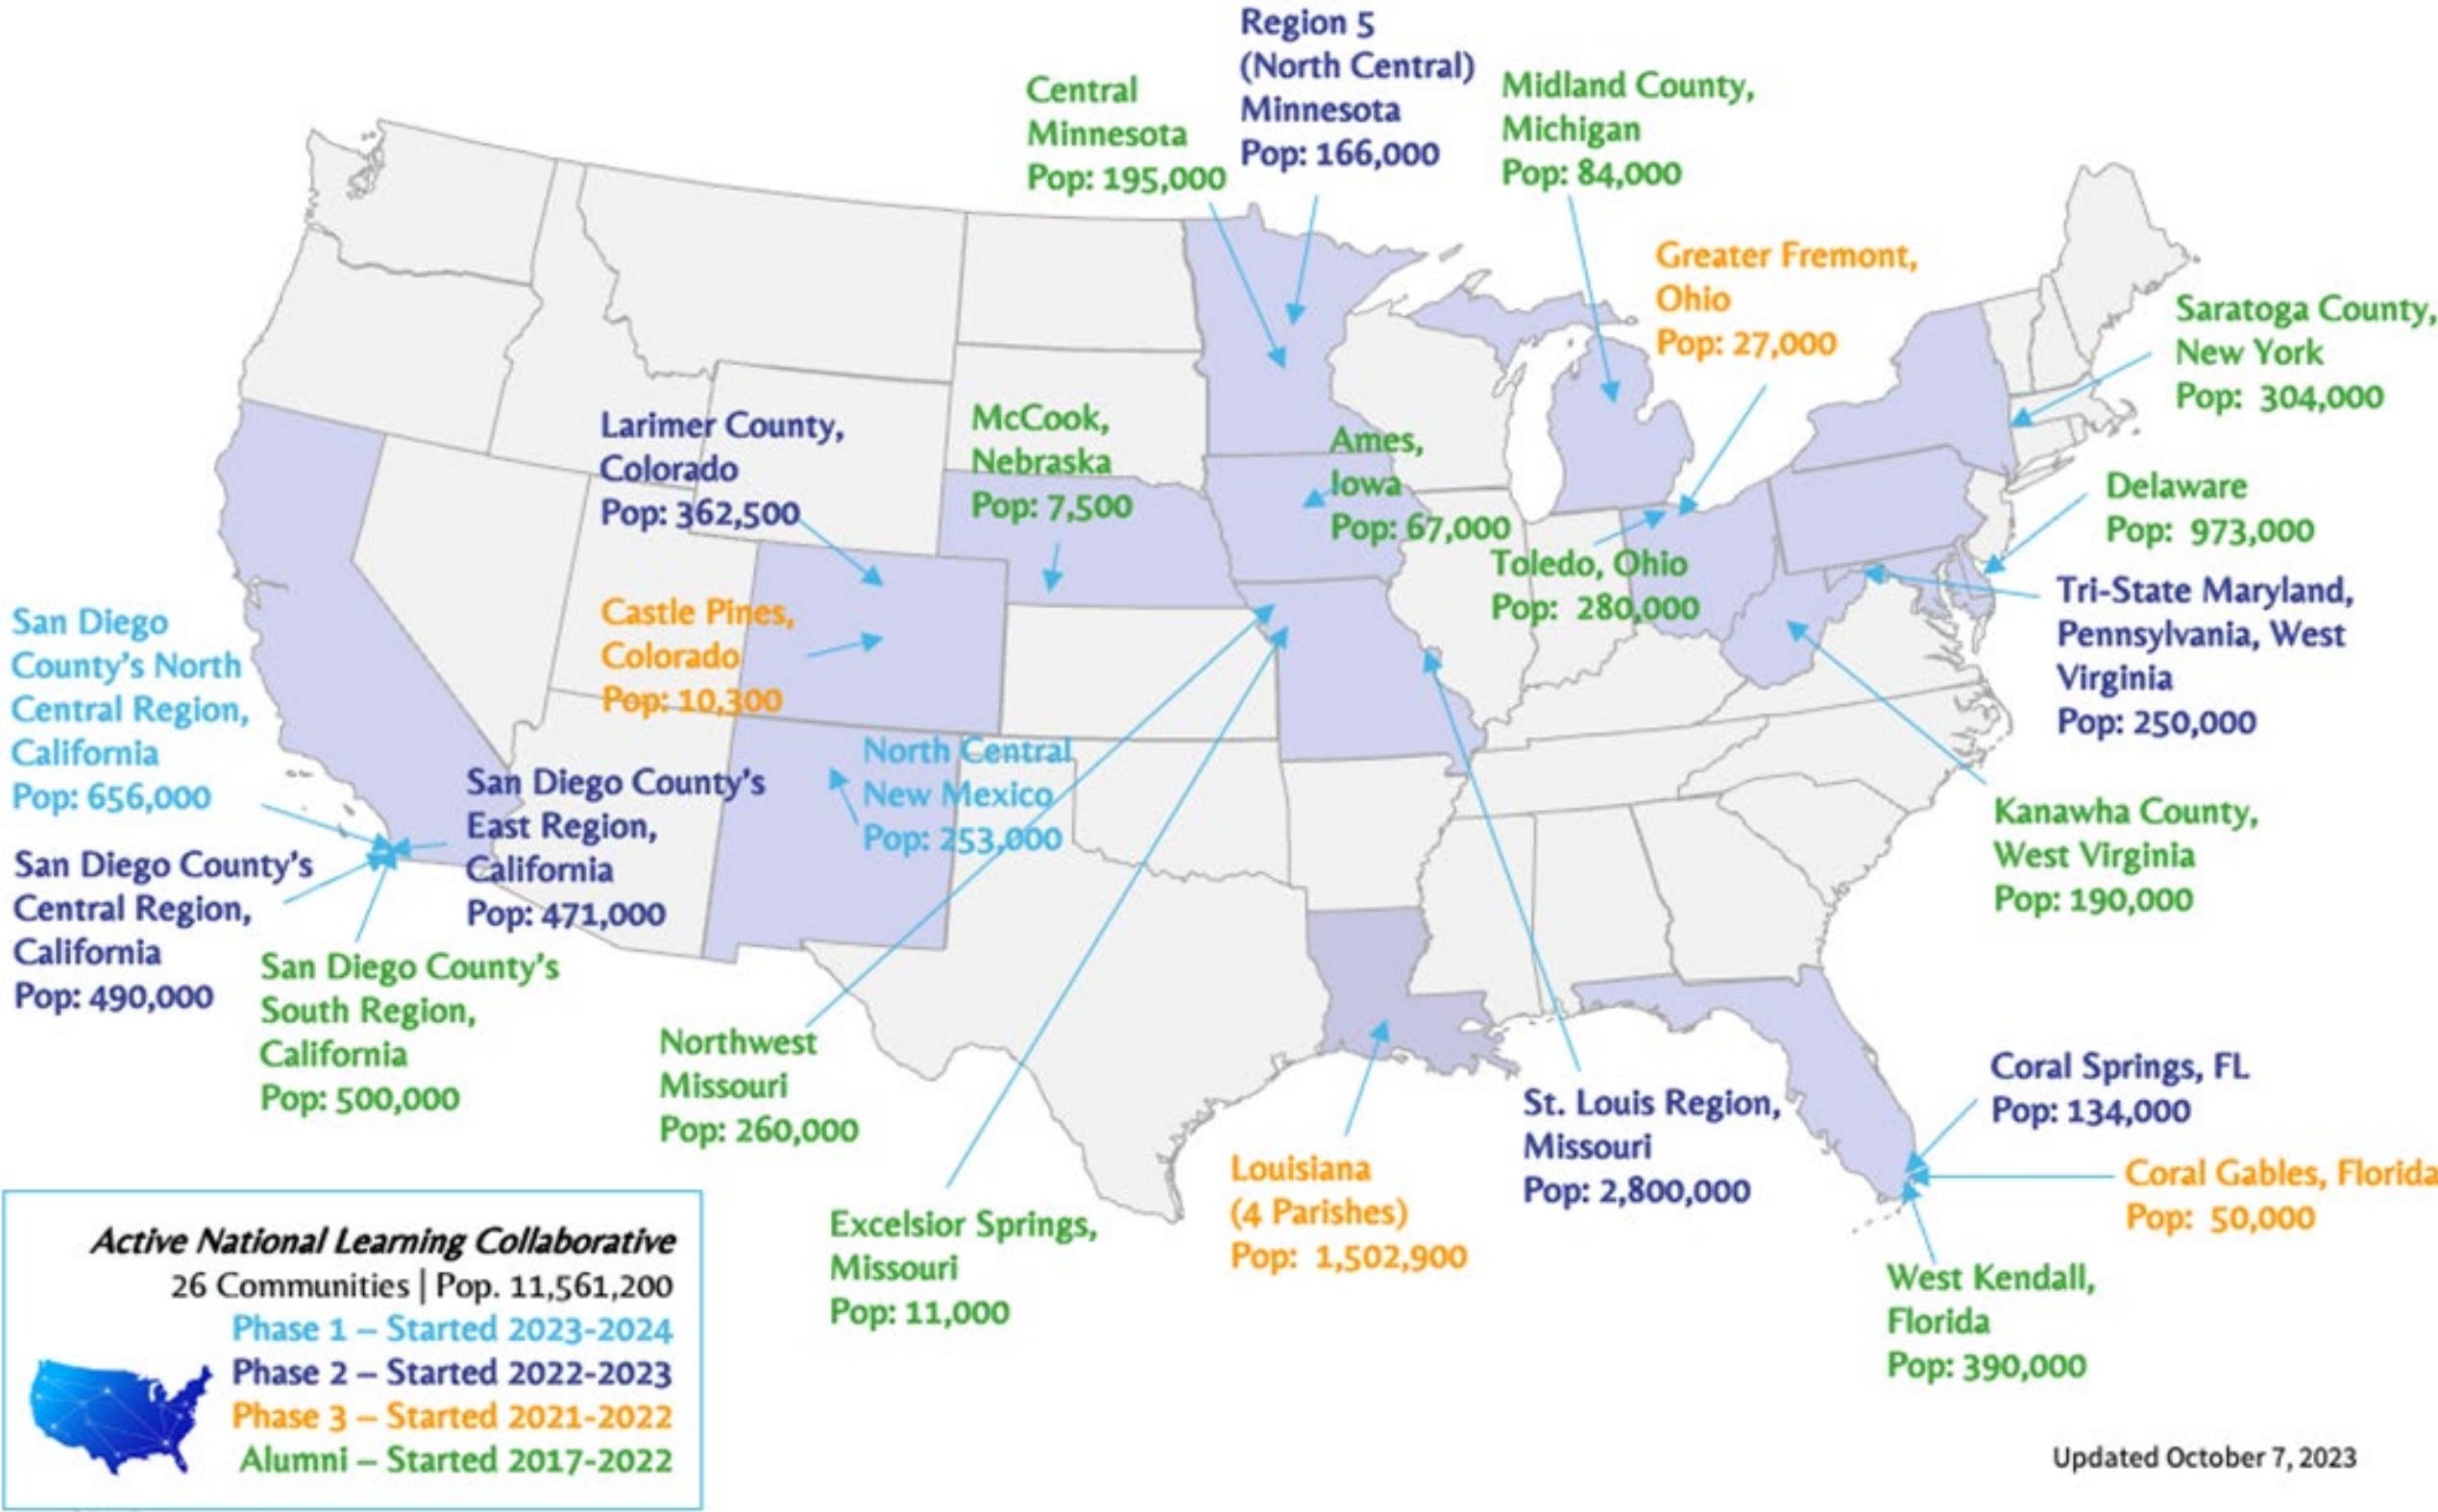 Region 5
(North Central)
Minnesota
Pop: 166,000
Central
Minnesota
Pop: 195,000
Midland County,
Michigan
Pop: 84,000
Greater Fremont,
Ohio
Pop: 27,000
Saratoga County,
New York
Pop: 304,000
Larimer County,
Colorado
Pop: 362,500
McCook,
Nebraska
Pop: 7,500
Ames,
Iowa
Pop: 67,000
Delaware
Pop: 973,000
Toledo, Ohio
Pop: 280,000
Tri-State Maryland,
Pennsylvania, West
Virginia
Pop: 250,000
San Diego
County's North
Central Region,
California
Pop: 656,000
Castle Pines,
Colorado
Pop: 10,300
North Central
New Mexico
Pop: 253,000
San Diego County's
East Region,
California
Pop: 471,000
Kanawha County,
West Virginia
Pop: 190,000
San Diego County's
Central Region,
California
Pop: 490,000
San Diego County's
South Region,
California
Pop: 500,000
Northwest
Missouri
Pop: 260,000
Excelsior Springs,
Missouri
Pop: 11,000
Louisiana
(4 Parishes)
Pop: 1,502,900
St. Louis Region,
Missouri
Pop: 2,800,000
Coral Springs, FL
Pop: 134,000
Coral Gables, Florida
Pop: 50,000
West Kendall,
Florida
Pop: 390,000
Active National Learning Collaborative
26 Communities | Pop. 11,561,200
Phase 1 – Started 2023-2024
Phase 2 – Started 2022-2023
Phase 3 – Started 2021-2022
Alumni – Started 2017-2022
Updated October 7, 2023